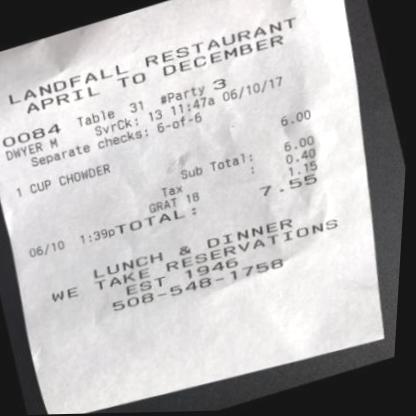 LANDFALL RESTAURANT
APRIL TO DECEMBER
0084 Table 31 #Party 3
DWYER M SvrCk: 13 11:47a 06/10/17
Separate checks: 6-of-6
1 CUP CHOWDER 6.00
Sub Total: 6.00
Tax : 0.40
GRAT 18 1.15
06/10 1:39pTOTAL: 7.55
LUNCH & DINNER
WE TAKE RESERVATIONS
EST 1946
508-548-1758